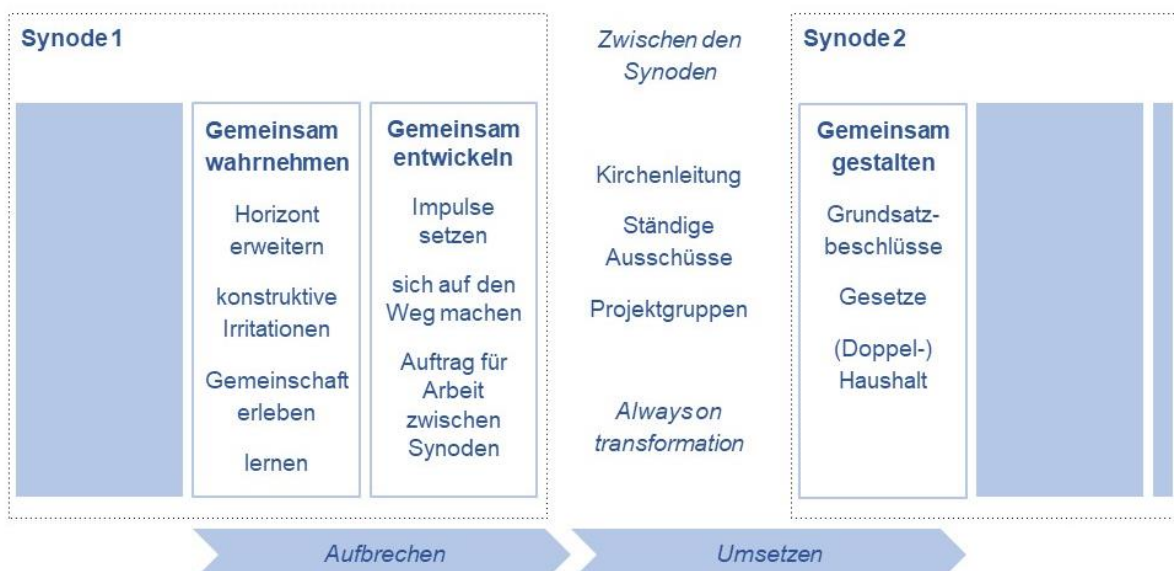 Synode 1
Gemeinsam
wahrnehmen
Horizont
erweitern
konstruktive
Irritationen
Gemeinschaft
erleben
lernen
Gemeinsam
entwickeln
Impulse
setzen
sich auf den
Weg machen
Auftrag für
Arbeit
zwischen
Synoden
Zwischen den
Synoden
Kirchenleitung
Ständige
Ausschüsse
Projektgruppen
Always on
transformation
Synode 2
Gemeinsam
gestalten
Grundsatz-
beschlüsse
Gesetze
(Doppel-)
Haushalt
Aufbrechen
Umsetzen